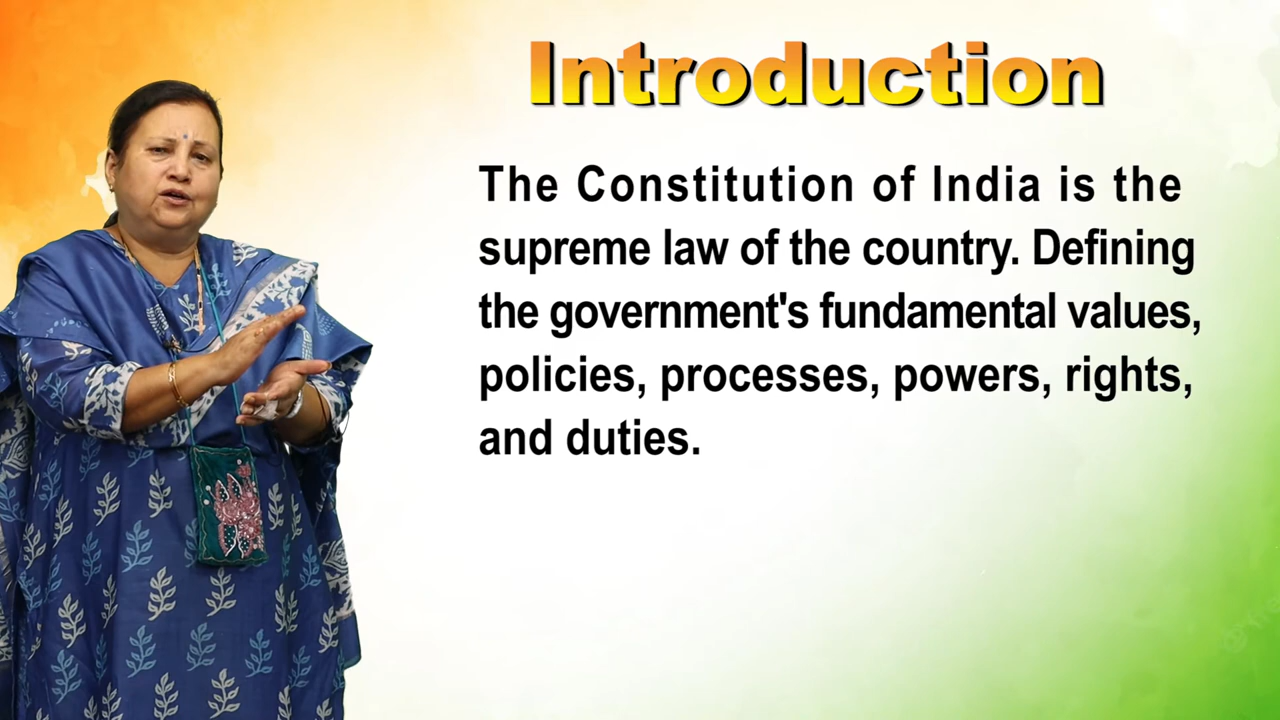 Introduction
The Constitution of India is the
supreme law of the country. Defining
the government's fundamental values,
policies, processes, powers, rights,
and duties.